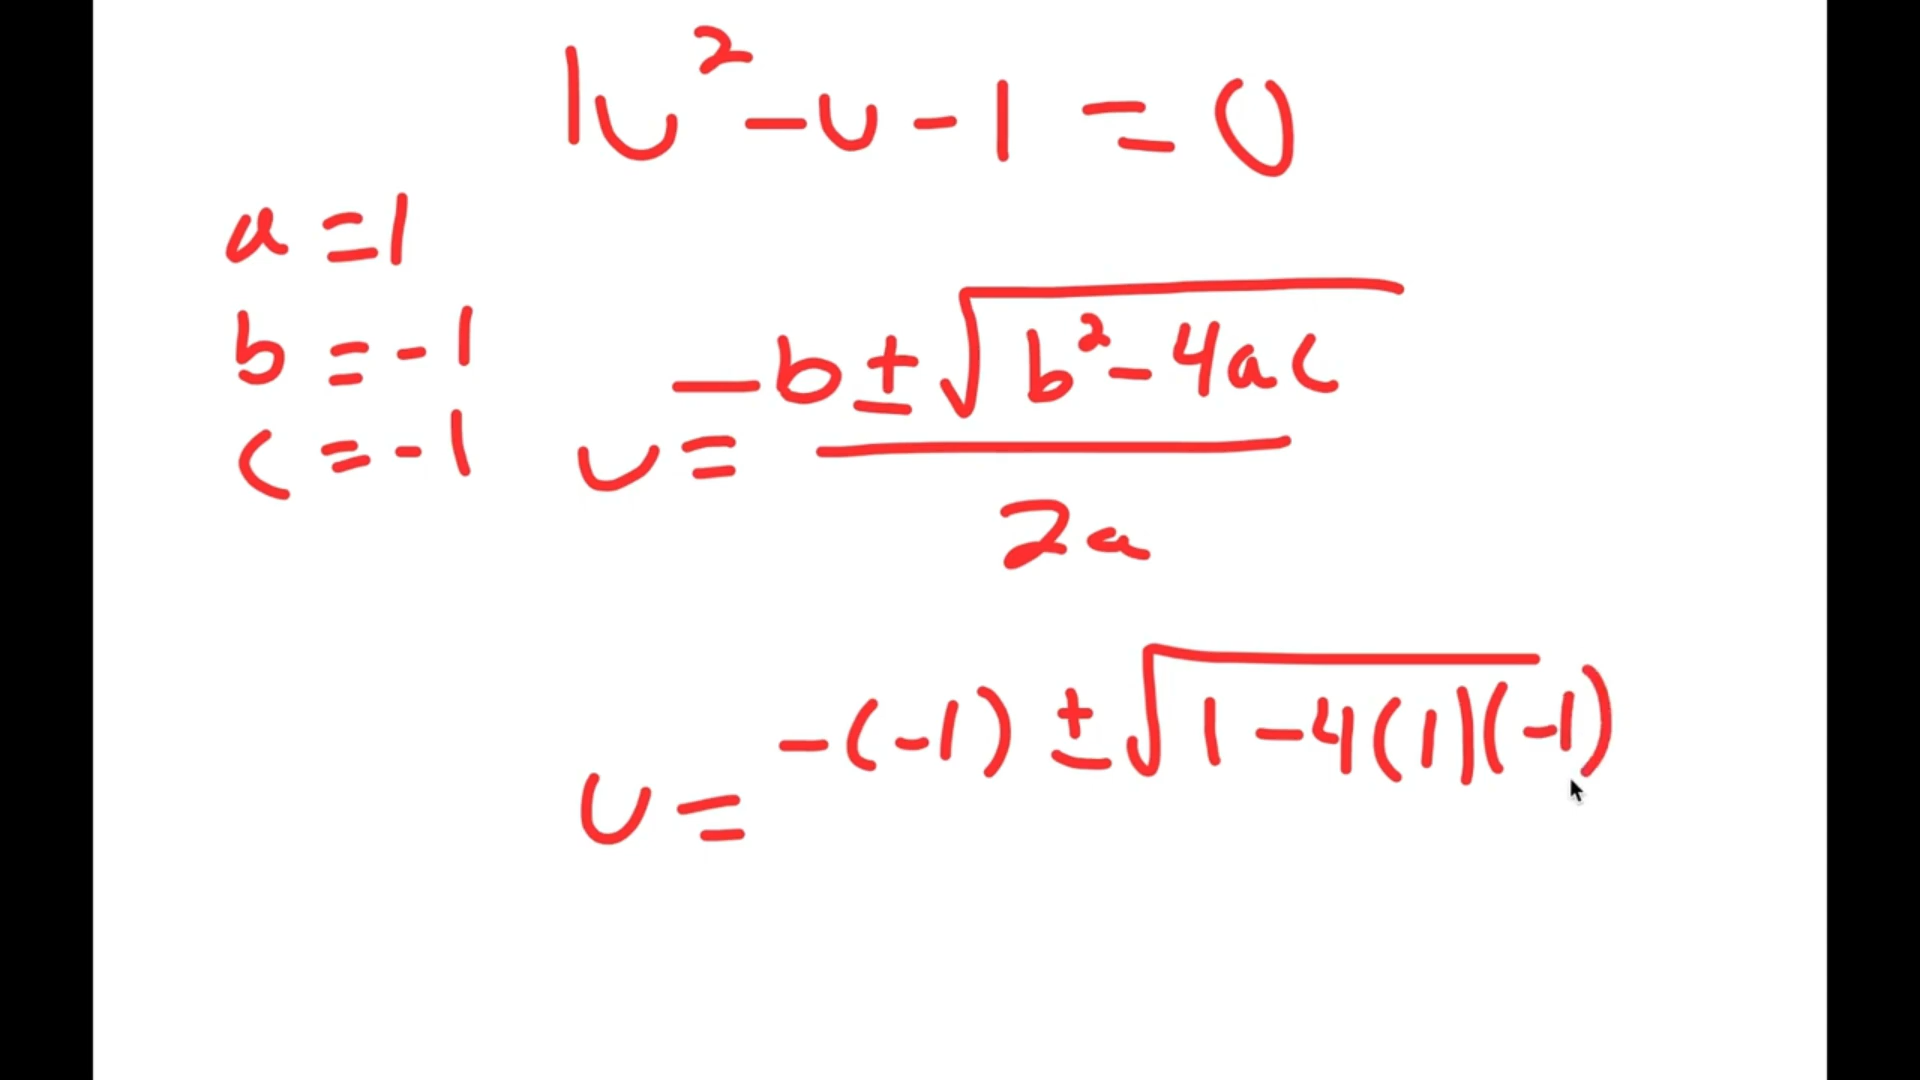 1u² - u - 1 = 0
a = 1
b = -1
c = -1
u = (-b ± √(b² - 4ac)) / 2a
u = -(-1) ± √(1 - 4(1)(-1))